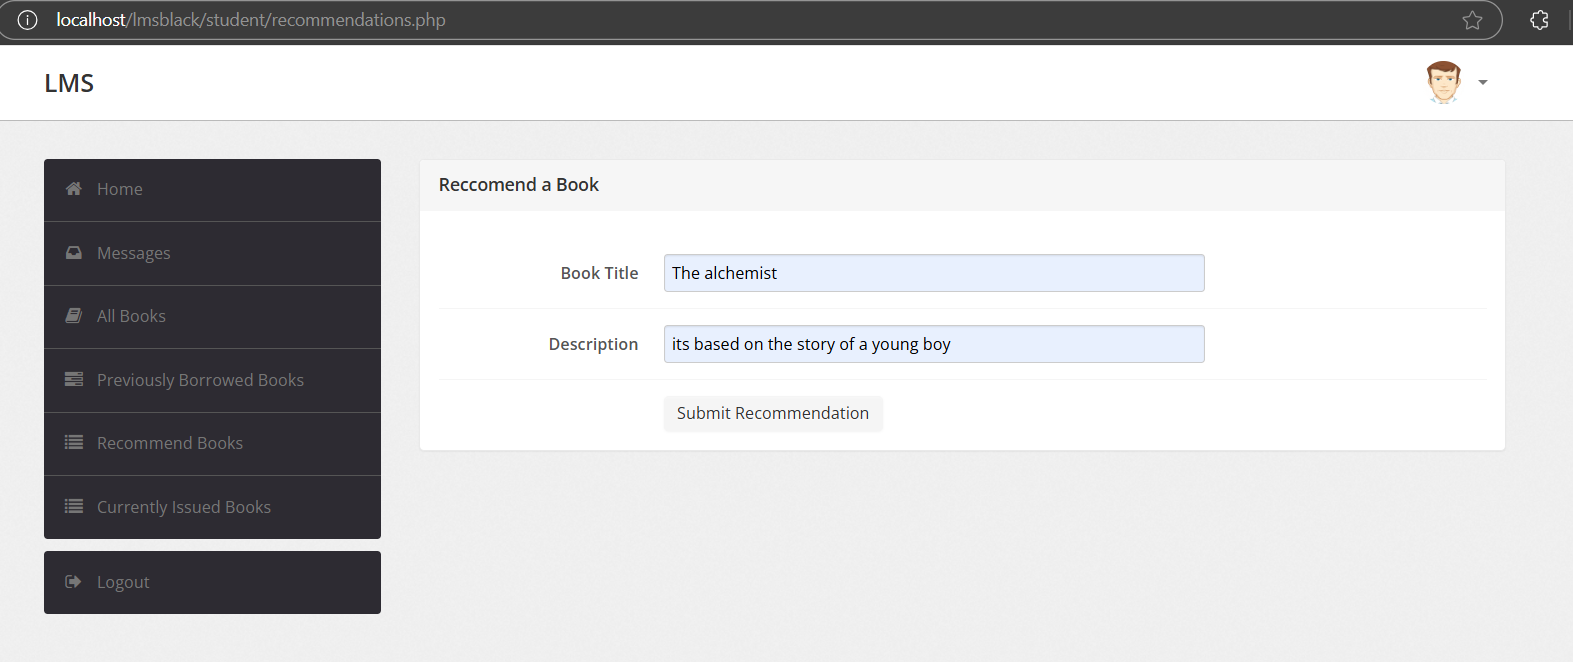 localhost/lmsblack/student/recommendations.php
LMS
Home
Messages
All Books
Previously Borrowed Books
Recommend Books
Currently Issued Books
Logout
Reccomend a Book
Book Title The alchemist
Description its based on the story of a young boy
Submit Recommendation